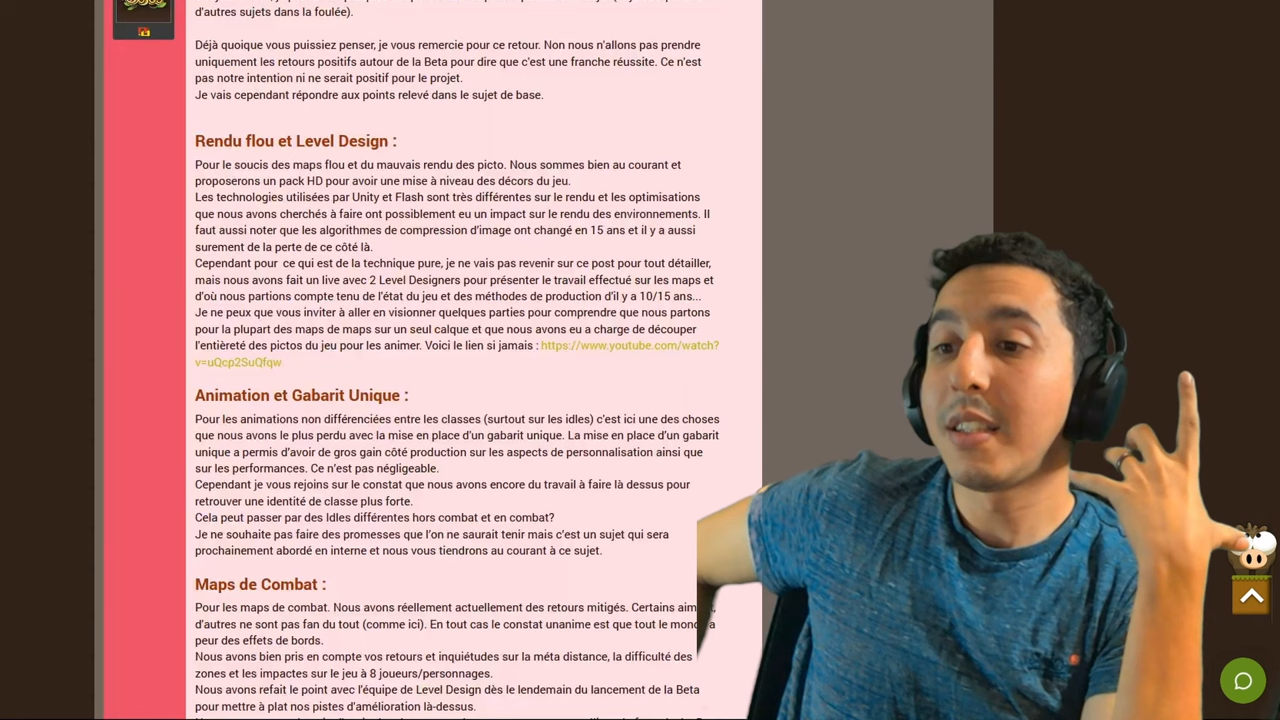 d'autres sujets dans la foulée).
Déjà quoique vous puissiez penser, je vous remercie pour ce retour. Non nous n'allons pas prendre
uniquement les retours positifs autour de la Beta pour dire que c'est une franche réussite. Ce n'est
pas notre intention ni ne serait positif pour le projet.
Je vais cependant répondre aux points relevé dans le sujet de base.
Rendu flou et Level Design :
Pour le soucis des maps flou et du mauvais rendu des picto. Nous sommes bien au courant et
proposerons un pack HD pour avoir une mise à niveau des décors du jeu.
Les technologies utilisées par Unity et Flash sont très différentes sur le rendu et les optimisations
que nous avons cherchés à faire ont possiblement eu un impact sur le rendu des environnements. Il
faut aussi noter que les algorithmes de compression d'image ont changé en 15 ans et il y a aussi
surement de la perte de ce côté là.
Cependant pour ce qui est de la technique pure, je ne vais pas revenir sur ce post pour tout détailler,
mais nous avons fait un live avec 2 Level Designers pour présenter le travail effectué sur les maps et
d'où nous partions compte tenu de l'état du jeu et des méthodes de production d'il y a 10/15 ans...
Je ne peux que vous inviter à aller en visionner quelques parties pour comprendre que nous partons
pour la plupart des maps de maps sur un seul calque et que nous avons eu a charge de découper
l'entièreté des pictos du jeu pour les animer. Voici le lien si jamais : https://www.youtube.com/watch?
v=uQcp2SuQfqw
Animation et Gabarit Unique :
Pour les animations non différenciées entre les classes (surtout sur les idles) c'est ici une des choses
que nous avons le plus perdu avec la mise en place d'un gabarit unique. La mise en place d'un gabarit
unique a permis d'avoir de gros gain côté production sur les aspects de personnalisation ainsi que
sur les performances. Ce n'est pas négligeable.
Cependant je vous rejoins sur le constat que nous avons encore du travail à faire là dessus pour
retrouver une identité de classe plus forte.
Cela peut passer par des Idles différentes hors combat et en combat?
Je ne souhaite pas faire des promesses que l'on ne saurait tenir mais c'est un sujet qui sera
prochainement abordé en interne et nous vous tiendrons au courant à ce sujet.
Maps de Combat :
Pour les maps de combat. Nous avons réellement actuellement des retours mitigés. Certains
d'autres ne sont pas fan du tout (comme ici). En tout cas le constat unanime est que tout le a
peur des effets de bords.
Nous avons bien pris en compte vos retours et inquiétudes sur la méta distance, la difficulté des
zones et les impactes sur le jeu à 8 joueurs/personnages.
Nous avons refait le point avec l'équipe de Level Design dès le lendemain du lancement de la Beta
pour mettre à plat nos pistes d'amélioration là-dessus.